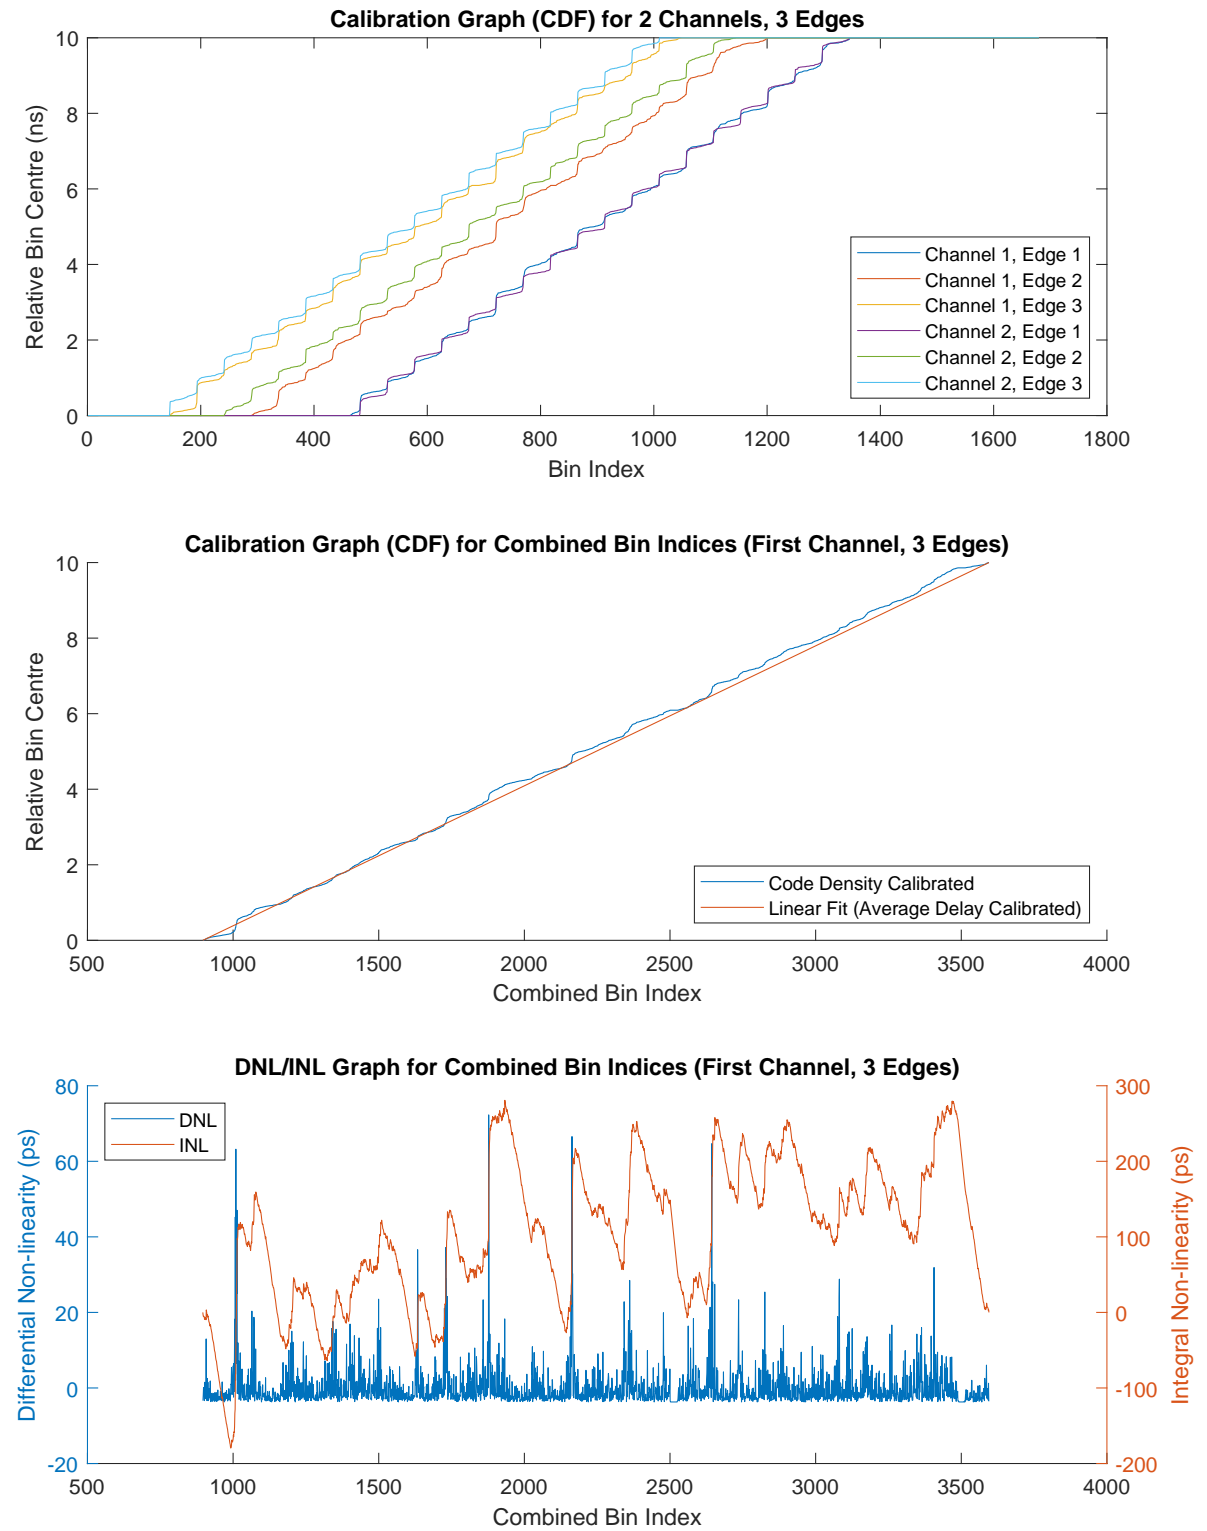 Calibration Graph (CDF) for 2 Channels, 3 Edges
10
8
6
4
2
0
Relative Bin Centre (ns)
Channel 1, Edge 1
Channel 1, Edge 2
Channel 1, Edge 3
Channel 2, Edge 1
Channel 2, Edge 2
Channel 2, Edge 3
0 200 400 600 800 1000 1200 1400 1600 1800
Bin Index
Calibration Graph (CDF) for Combined Bin Indices (First Channel, 3 Edges)
10
8
6
4
2
0
Relative Bin Centre
Code Density Calibrated
Linear Fit (Average Delay Calibrated)
500 1000 1500 2000 2500 3000 3500 4000
Combined Bin Index
DNL/INL Graph for Combined Bin Indices (First Channel, 3 Edges)
80
60
40
20
0
-20
Differential Non-linearity (ps)
DNL
INL
300
200
100
0
-100
-200
Integral Non-linearity (ps)
500 1000 1500 2000 2500 3000 3500 4000
Combined Bin Index